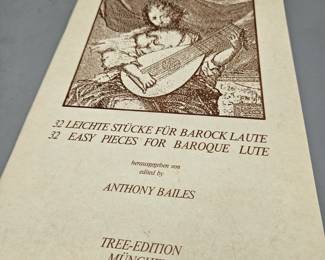 32 LEICHTE STÜCKE FÜR BAROCK LAUTE
32 EASY PIECES FOR BAROQUE LUTE
herausgegeben von
edited by
ANTHONY BAILES
TREE-EDITION
MÜNCHEN